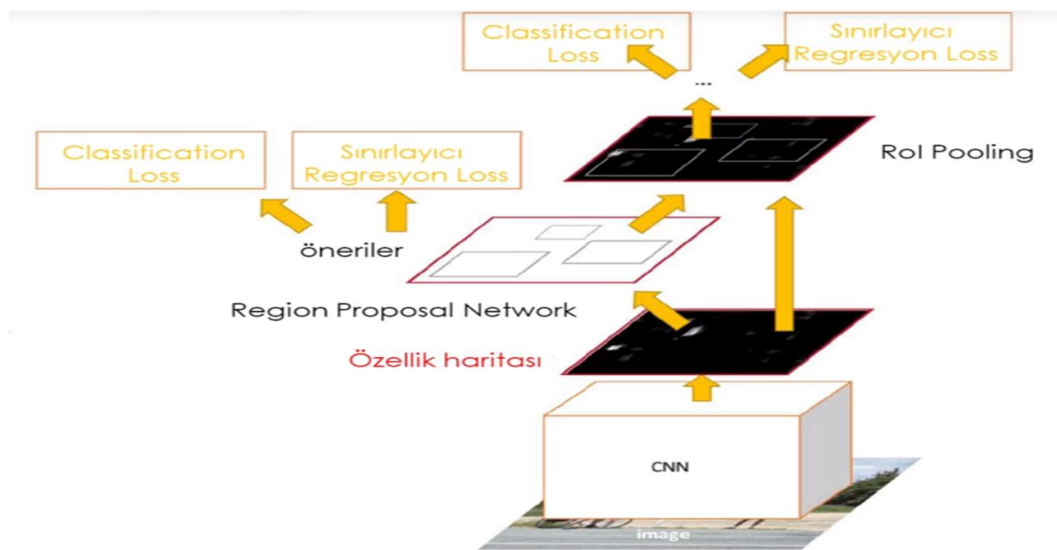 Classification
Loss
Sınırlayıcı
Regresyon Loss
...
RoI Pooling
Classification
Loss
Sınırlayıcı
Regresyon Loss
öneriler
Region Proposal Network
Özellik haritası
CNN
image